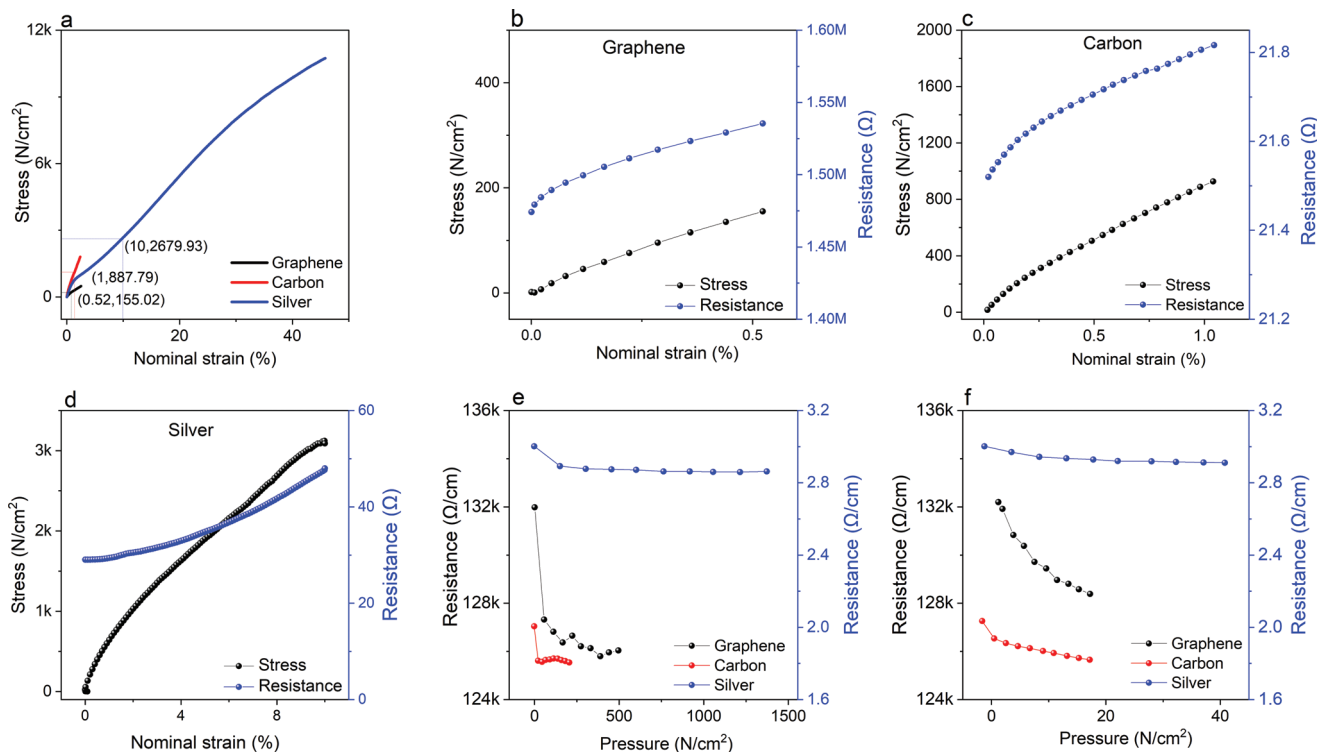 a
12k
6k
0
Stress (N/cm²)
(10,2679.93)
(1,887.79)
(0.52,155.02)
Graphene
Carbon
Silver
0
20
40
Nominal strain (%)
b
Graphene
400
200
0
Stress (N/cm²)
1.60M
1.55M
1.50M
1.45M
1.40M
Resistance (Ω)
Stress
Resistance
0.0
0.5
Nominal strain (%)
c
Carbon
2000
1600
1200
800
400
0
Stress (N/cm²)
21.8
21.6
21.4
21.2
Resistance (Ω)
Stress
Resistance
0.0
0.5
1.0
Nominal strain (%)
d
Silver
3k
2k
1k
0
Stress (N/cm²)
60
40
20
0
Resistance (Ω)
Stress
Resistance
0
4
8
Nominal strain (%)
e
136k
132k
128k
124k
Resistance (Ω/cm)
3.2
2.8
2.4
2.0
1.6
Resistance (Ω/cm)
Graphene
Carbon
Silver
0
500
1000
1500
Pressure (N/cm²)
f
136k
132k
128k
124k
Resistance (Ω/cm)
3.2
2.8
2.4
2.0
1.6
Resistance (Ω/cm)
Graphene
Carbon
Silver
0
20
40
Pressure (N/cm²)